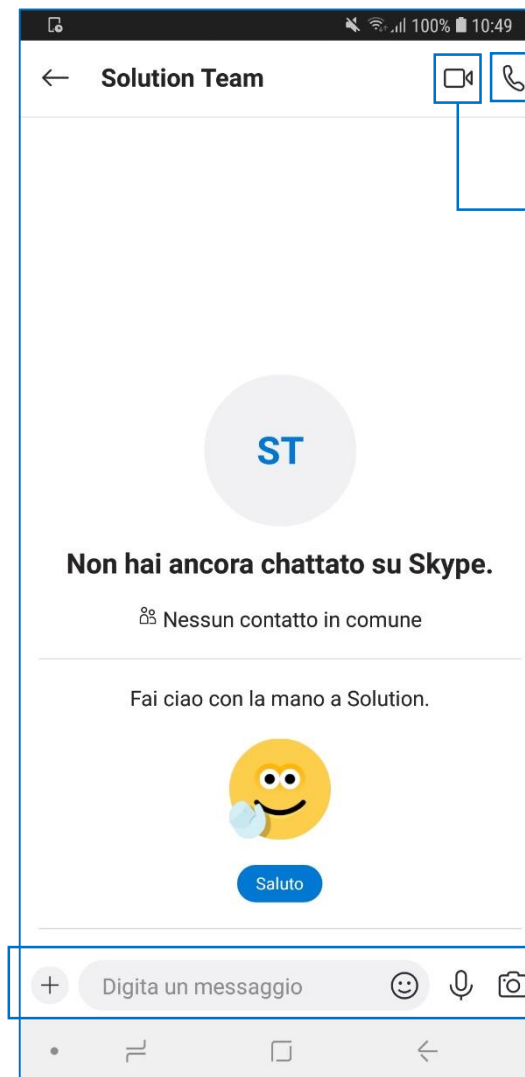 100% 10:49
Solution Team
ST
Non hai ancora chattato su Skype.
Nessun contatto in comune
Fai ciao con la mano a Solution.
Saluto
Digita un messaggio